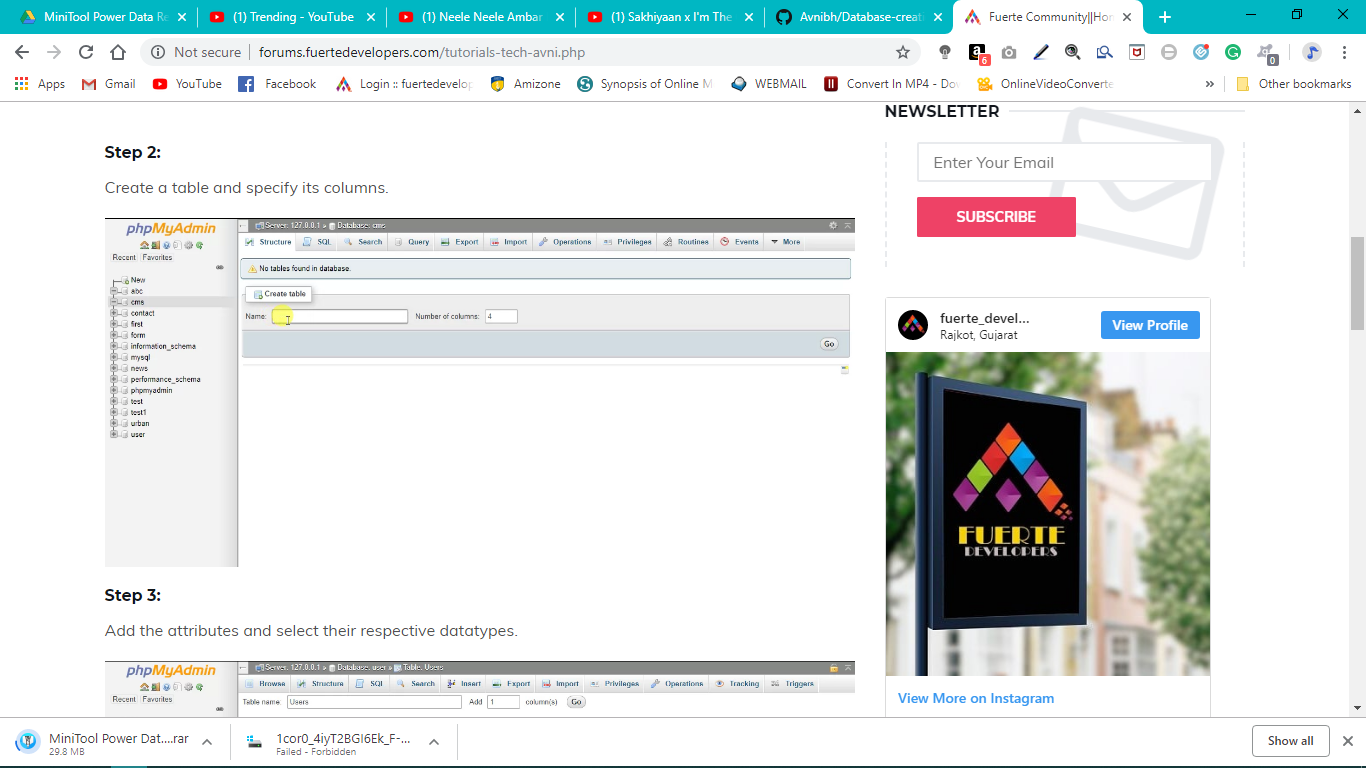 MiniTool Power Data Re
(1) Trending - YouTube
(1) Neele Neele Ambar
(1) Sakhiyaan x I'm The
Avnibh/Database-creat
Fuerte Community||Hom
Not secure
forums.fuertedevelopers.com/tutorials-tech-avni.php
6
0
Apps
Gmail
YouTube
Facebook
Login :: fuertedevelop
Amizone
Synopsis of Online M
WEBMAIL
Convert In MP4 - Do
OnlineVideoConverte
»
Other bookmarks
Step 2:
Create a table and specify its columns.
phpMyAdmin
Recent Favorites
New
abc
cms
contact
first
form
information_schema
mysql
news
performance_schema
phpmyadmin
test
test1
urban
user
Server: 127.0.0.1 » Database: cms
Structure SQL Search Query Export Import Operations Privileges Routines Events More
No tables found in database.
Create table
Name: Number of columns: 4
Go
Step 3:
Add the attributes and select their respective datatypes.
phpMyAdmin
Recent Favorites
Server: 127.0.0.1 » Database: user » Table: Users
Browse Structure SQL Search Insert Export Import Privileges Operations Tracking Triggers
Table name: Users Add 1 column(s) Go
NEWSLETTER
Enter Your Email
SUBSCRIBE
fuerte_devel...
Rajkot, Gujarat
View Profile
FUERTE
DEVELOPERS
View More on Instagram
MiniTool Power Dat....rar
29.8 MB
1cor0_4iyT2BGI6Ek_F-...
Failed - Forbidden
Show all